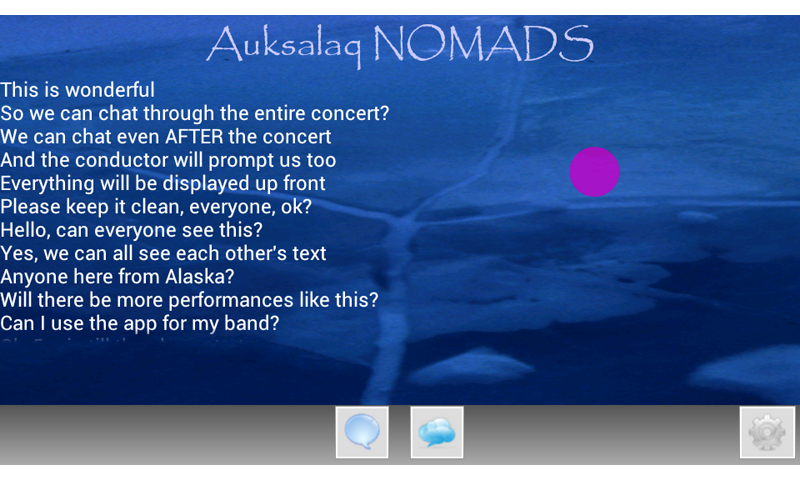 Auksalaq NOMADS
This is wonderful
So we can chat through the entire concert?
We can chat even AFTER the concert
And the conductor will prompt us too
Everything will be displayed up front
Please keep it clean, everyone, ok?
Hello, can everyone see this?
Yes, we can all see each other's text
Anyone here from Alaska?
Will there be more performances like this?
Can I use the app for my band?